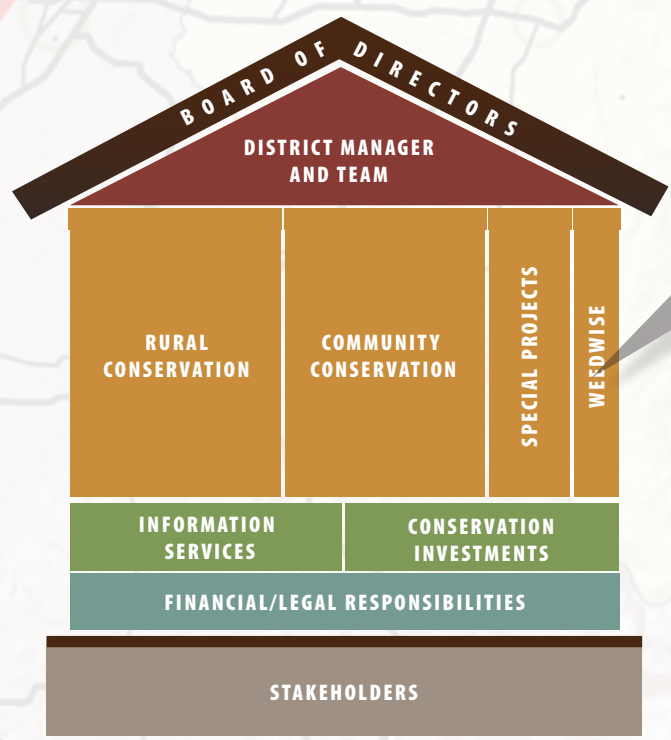 BOARD OF DIRECTORS
DISTRICT MANAGER
AND TEAM
RURAL
CONSERVATION
COMMUNITY
CONSERVATION
SPECIAL PROJECTS
WEEDWISE
INFORMATION
SERVICES
CONSERVATION
INVESTMENTS
FINANCIAL/LEGAL RESPONSIBILITIES
STAKEHOLDERS